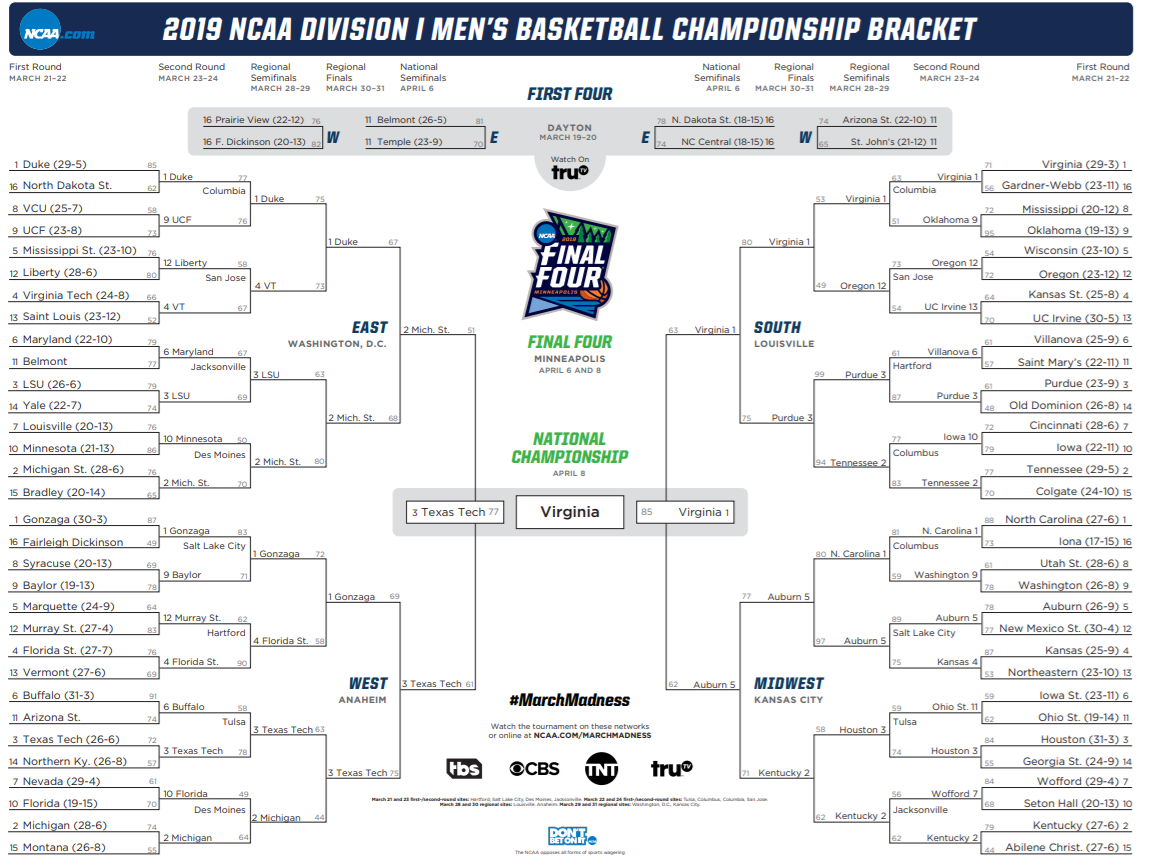 NCAA.com
2019 NCAA DIVISION I MEN'S BASKETBALL CHAMPIONSHIP BRACKET
First Round
MARCH 21–22
Second Round
MARCH 23–24
Regional
Semifinals
MARCH 28–29
Regional
Finals
MARCH 30–31
National
Semifinals
APRIL 6
National
Semifinals
APRIL 6
Regional
Finals
MARCH 30–31
Regional
Semifinals
MARCH 28–29
Second Round
MARCH 23–24
First Round
MARCH 21–22
FIRST FOUR
16 Prairie View (22-12) 76
16 F. Dickinson (20-13) 82
W
11 Belmont (26-5) 81
11 Temple (23-9) 70
E
DAYTON
MARCH 19–20
E
78 N. Dakota St. (18-15) 16
74 NC Central (18-15) 16
W
74 Arizona St. (22-10) 11
65 St. John's (21-12) 11
Watch On
truTV
1 Duke (29-5) 85
16 North Dakota St. 62
8 VCU (25-7) 58
9 UCF (23-8) 73
5 Mississippi St. (23-10) 76
12 Liberty (28-6) 80
4 Virginia Tech (24-8) 66
13 Saint Louis (23-12) 52
6 Maryland (22-10) 79
11 Belmont 77
3 LSU (26-6) 79
14 Yale (22-7) 74
7 Louisville (20-13) 76
10 Minnesota (21-13) 86
2 Michigan St. (28-6) 76
15 Bradley (20-14) 65
1 Duke 77
Columbia
9 UCF 76
12 Liberty 58
San Jose
4 VT 67
6 Maryland 67
Jacksonville
3 LSU 69
10 Minnesota 50
Des Moines
2 Mich. St. 70
1 Duke 75
4 VT 73
3 LSU 63
2 Mich. St. 80
1 Duke 67
2 Mich. St. 68
EAST
WASHINGTON, D.C.
2 Mich. St. 51
1 Gonzaga (30-3) 87
16 Fairleigh Dickinson 49
8 Syracuse (20-13) 69
9 Baylor (19-13) 78
5 Marquette (24-9) 64
12 Murray St. (27-4) 83
4 Florida St. (27-7) 76
13 Vermont (27-6) 69
6 Buffalo (31-3) 91
11 Arizona St. 74
3 Texas Tech (26-6) 72
14 Northern Ky. (26-8) 57
7 Nevada (29-4) 61
10 Florida (19-15) 70
2 Michigan (28-6) 74
15 Montana (26-8) 55
1 Gonzaga 83
Salt Lake City
9 Baylor 71
12 Murray St. 62
Hartford
4 Florida St. 90
6 Buffalo 58
Tulsa
3 Texas Tech 78
10 Florida 49
Des Moines
2 Michigan 64
1 Gonzaga 72
4 Florida St. 58
3 Texas Tech 63
2 Michigan 44
1 Gonzaga 69
3 Texas Tech 75
WEST
ANAHEIM
3 Texas Tech 61
NCAA
2019
FINAL
FOUR
MINNEAPOLIS
FINAL FOUR
MINNEAPOLIS
APRIL 6 AND 8
NATIONAL
CHAMPIONSHIP
APRIL 8
3 Texas Tech 77
Virginia
85 Virginia 1
71 Virginia (29-3) 1
56 Gardner-Webb (23-11) 16
72 Mississippi (20-12) 8
95 Oklahoma (19-13) 9
54 Wisconsin (23-10) 5
72 Oregon (23-12) 12
64 Kansas St. (25-8) 4
70 UC Irvine (30-5) 13
61 Villanova (25-9) 6
57 Saint Mary's (22-11) 11
61 Purdue (23-9) 3
48 Old Dominion (26-8) 14
72 Cincinnati (28-6) 7
79 Iowa (22-11) 10
77 Tennessee (29-5) 2
70 Colgate (24-10) 15
63 Virginia 1
Columbia
51 Oklahoma 9
73 Oregon 12
San Jose
54 UC Irvine 13
61 Villanova 6
Hartford
87 Purdue 3
77 Iowa 10
Columbus
83 Tennessee 2
53 Virginia 1
49 Oregon 12
99 Purdue 3
94 Tennessee 2
80 Virginia 1
75 Purdue 3
SOUTH
LOUISVILLE
63 Virginia 1
88 North Carolina (27-6) 1
73 Iona (17-15) 16
61 Utah St. (28-6) 8
78 Washington (26-8) 9
78 Auburn (26-9) 5
77 New Mexico St. (30-4) 12
87 Kansas (25-9) 4
53 Northeastern (23-10) 13
59 Iowa St. (23-11) 6
62 Ohio St. (19-14) 11
84 Houston (31-3) 3
55 Georgia St. (24-9) 14
84 Wofford (29-4) 7
68 Seton Hall (20-13) 10
79 Kentucky (27-6) 2
44 Abilene Christ. (27-6) 15
81 N. Carolina 1
Columbus
59 Washington 9
89 Auburn 5
Salt Lake City
75 Kansas 4
59 Ohio St. 11
Tulsa
74 Houston 3
56 Wofford 7
Jacksonville
62 Kentucky 2
80 N. Carolina 1
97 Auburn 5
58 Houston 3
62 Kentucky 2
77 Auburn 5
71 Kentucky 2
MIDWEST
KANSAS CITY
62 Auburn 5
#MarchMadness
Watch the tournament on these networks
or online at NCAA.COM/MARCHMADNESS
tbs
CBS
TNT
truTV
March 21 and 23 first-/second-round sites: Hartford, Salt Lake City, Des Moines, Jacksonville. March 22 and 24 first-/second-round sites: Tulsa, Columbus, Columbia, San Jose.
March 28 and 30 regional sites: Louisville, Anaheim. March 29 and 31 regional sites: Washington, D.C., Kansas City.
DON'T
BET ON IT
The NCAA opposes all forms of sports wagering